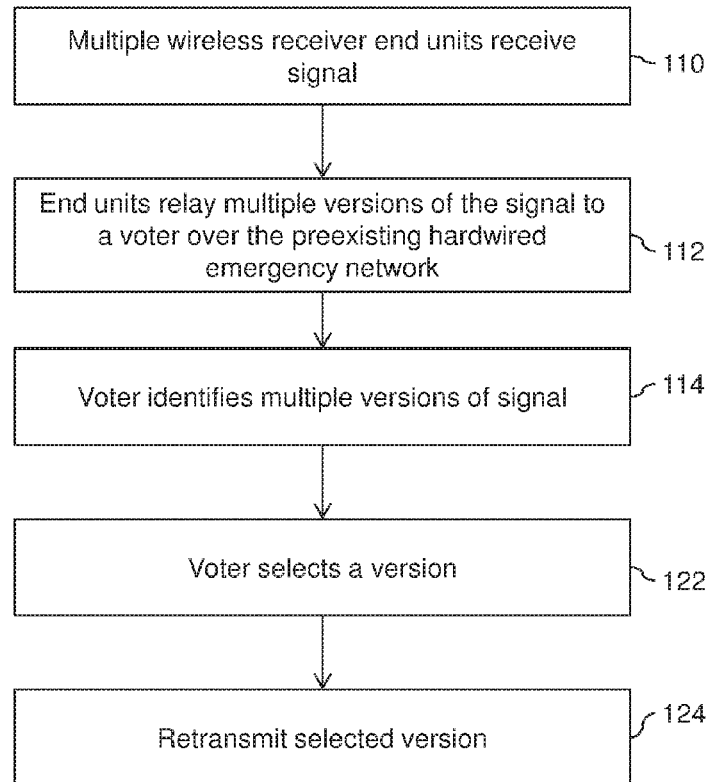 Multiple wireless receiver end units receive
signal
110
End units relay multiple versions of the signal to
a voter over the preexisting hardwired
emergency network
112
Voter identifies multiple versions of signal
114
Voter selects a version
122
Retransmit selected version
124